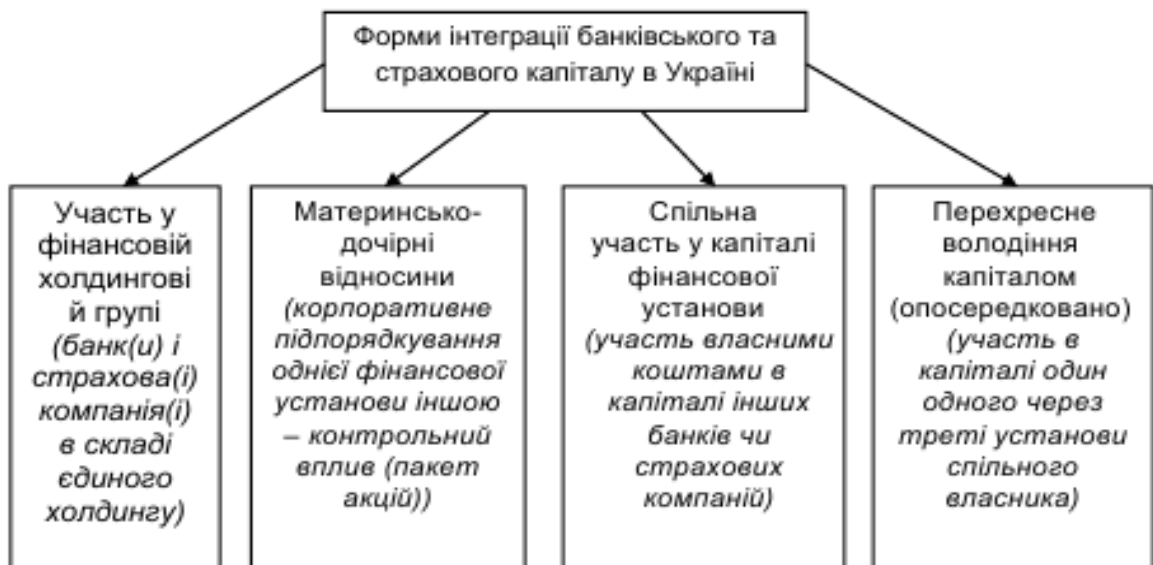 Форми інтеграції банківського та
страхового капіталу в Україні
Участь у
фінансовій
холдингові
й групі
(банк(и) і
страхова(і)
компанія(і)
в складі
єдиного
холдингу)
Материнсько-
дочірні
відносини
(корпоративне
підпорядкування
однієї фінансової
установи іншою
– контрольний
вплив (пакет
акцій))
Спільна
участь у капіталі
фінансової
установи
(участь власними
коштами в
капіталі інших
банків чи
страхових
компаній)
Перехресне
володіння
капіталом
(опосередковано)
(участь в
капіталі один
одного через
треті установи
спільного
власника)